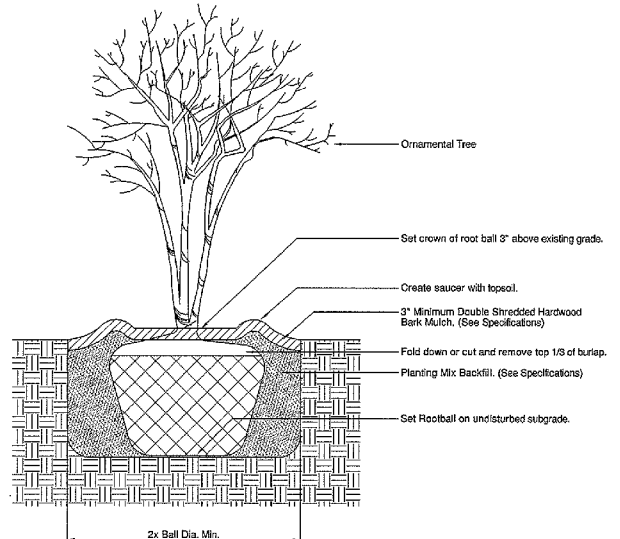 Ornamental Tree
Set crown of root ball 3" above existing grade.
Create saucer with topsoil.
3" Minimum Double Shredded Hardwood
Bark Mulch. (See Specifications)
Fold down or cut and remove top 1/3 of burlap.
Planting Mix Backfill. (See Specifications)
Set Rootball on undisturbed subgrade.
2x Ball Dia. Min.